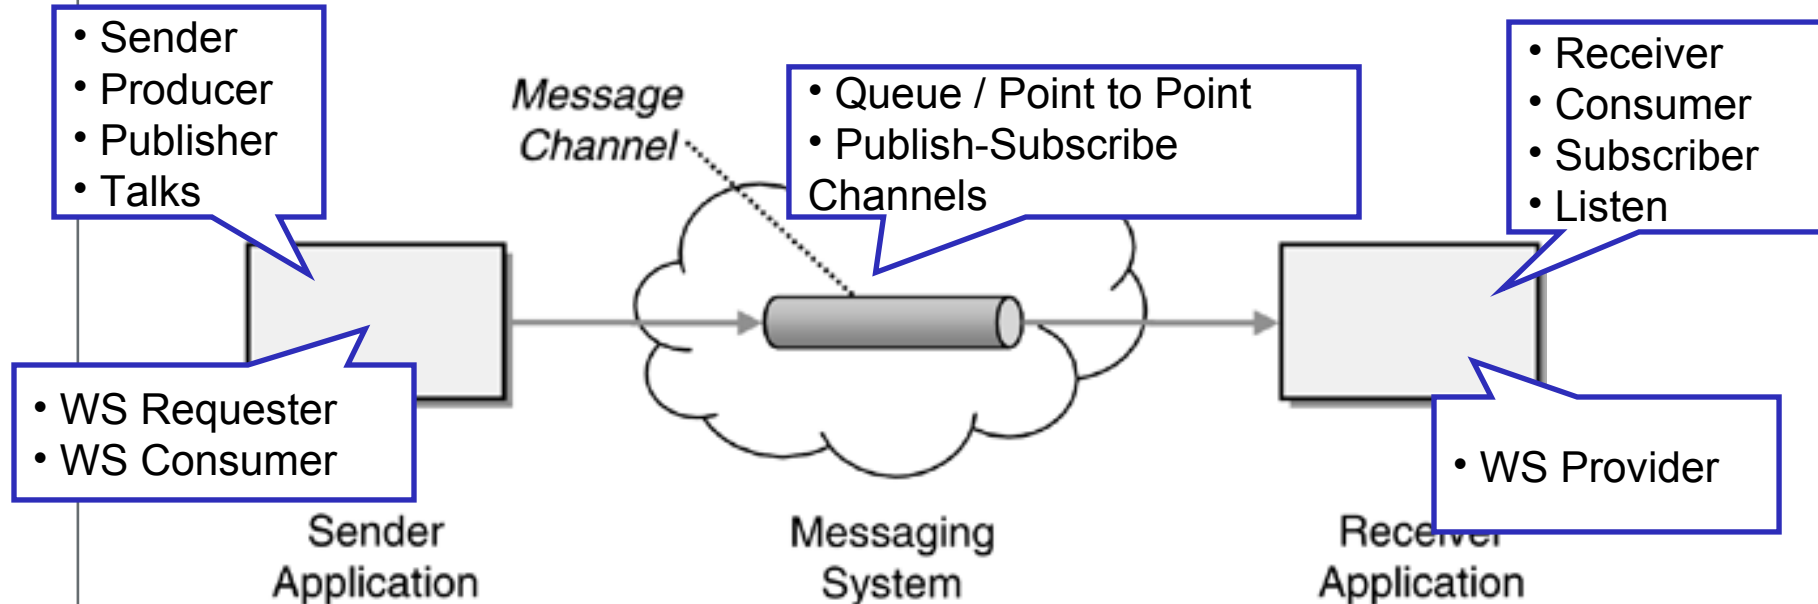 • Sender
• Producer
• Publisher
• Talks
Message
Channel
• Queue / Point to Point
• Publish-Subscribe
Channels
• Receiver
• Consumer
• Subscriber
• Listen
• WS Requester
• WS Consumer
• WS Provider
Sender
Application
Messaging
System
Receiver
Application